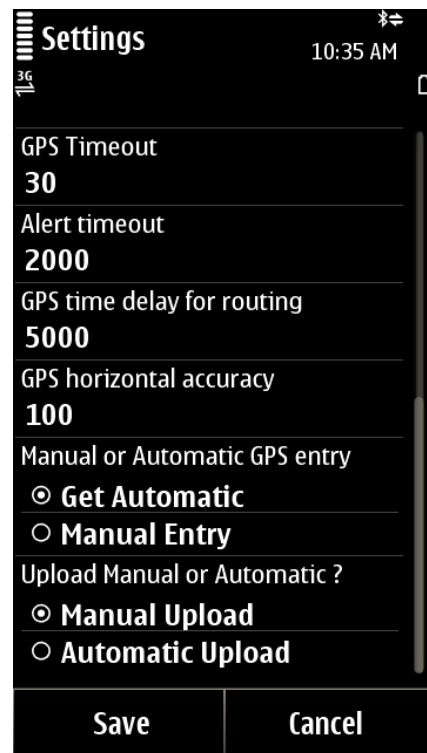 Settings
10:35 AM
3G
GPS Timeout
30
Alert timeout
2000
GPS time delay for routing
5000
GPS horizontal accuracy
100
Manual or Automatic GPS entry
Get Automatic
Manual Entry
Upload Manual or Automatic ?
Manual Upload
Automatic Upload
Save Cancel